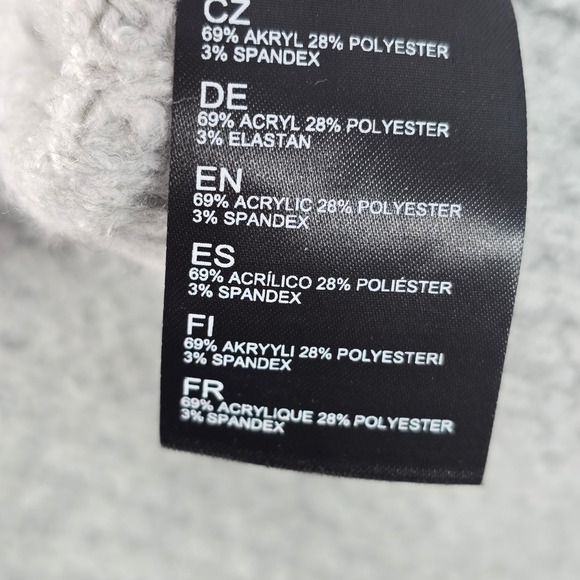 CZ
69% AKRYL 28% POLYESTER
3% SPANDEX
DE
69% ACRYL 28% POLYESTER
3% ELASTAN
EN
69% ACRYLIC 28% POLYESTER
3% SPANDEX
ES
69% ACRÍLICO 28% POLIÉSTER
3% SPANDEX
FI
69% AKRYYLI 28% POLYESTERI
3% SPANDEX
FR
69% ACRYLIQUE 28% POLYESTER
3% SPANDEX